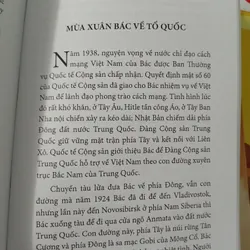 MÙA XUÂN BÁC VỀ TỔ QUỐC
Năm 1938, nguyện vọng về nước chỉ đạo cách
mạng Việt Nam của Bác được Ban Thường
vụ Quốc tế Cộng sản chấp nhận. Quyết định mật số 60
của Quốc tế Cộng sản đã giao cho Bác nhiệm vụ về Việt
Nam để lãnh đạo phong trào cách mạng. Tình hình lúc
đó rất khó khăn, ở Tây Âu, Hitle tấn công Áo, ở Tây Ban
Nha nội chiến xảy ra kéo dài; Nhật Bản chiếm dải phía
Đông đất nước Trung Quốc. Đảng Cộng sản Trung
Quốc giữ vững mặt trận phía Tây giáp ranh với Liên
Xô. Quốc tế Cộng sản giới thiệu Bác để Đảng Cộng sản
Trung Quốc hỗ trợ về Việt Nam theo con đường xuyên
trục Bắc Nam của Trung Quốc.
Chuyến tàu lửa đưa Bác về phía Đông, vẫn con
đường mà năm 1924 Bác đã đi để đến Vladivostok,
nhưng lần này đến Novosibirsk ở phía Nam Siberia thì
Bác xuống tàu để đi qua cửa ngõ Anmata vào đất nước
Trung Quốc. Con đường này, phía Tây là núi rừng Tân
Cương và phía Đông là sa mạc Gobi của Mông Cổ. Bác